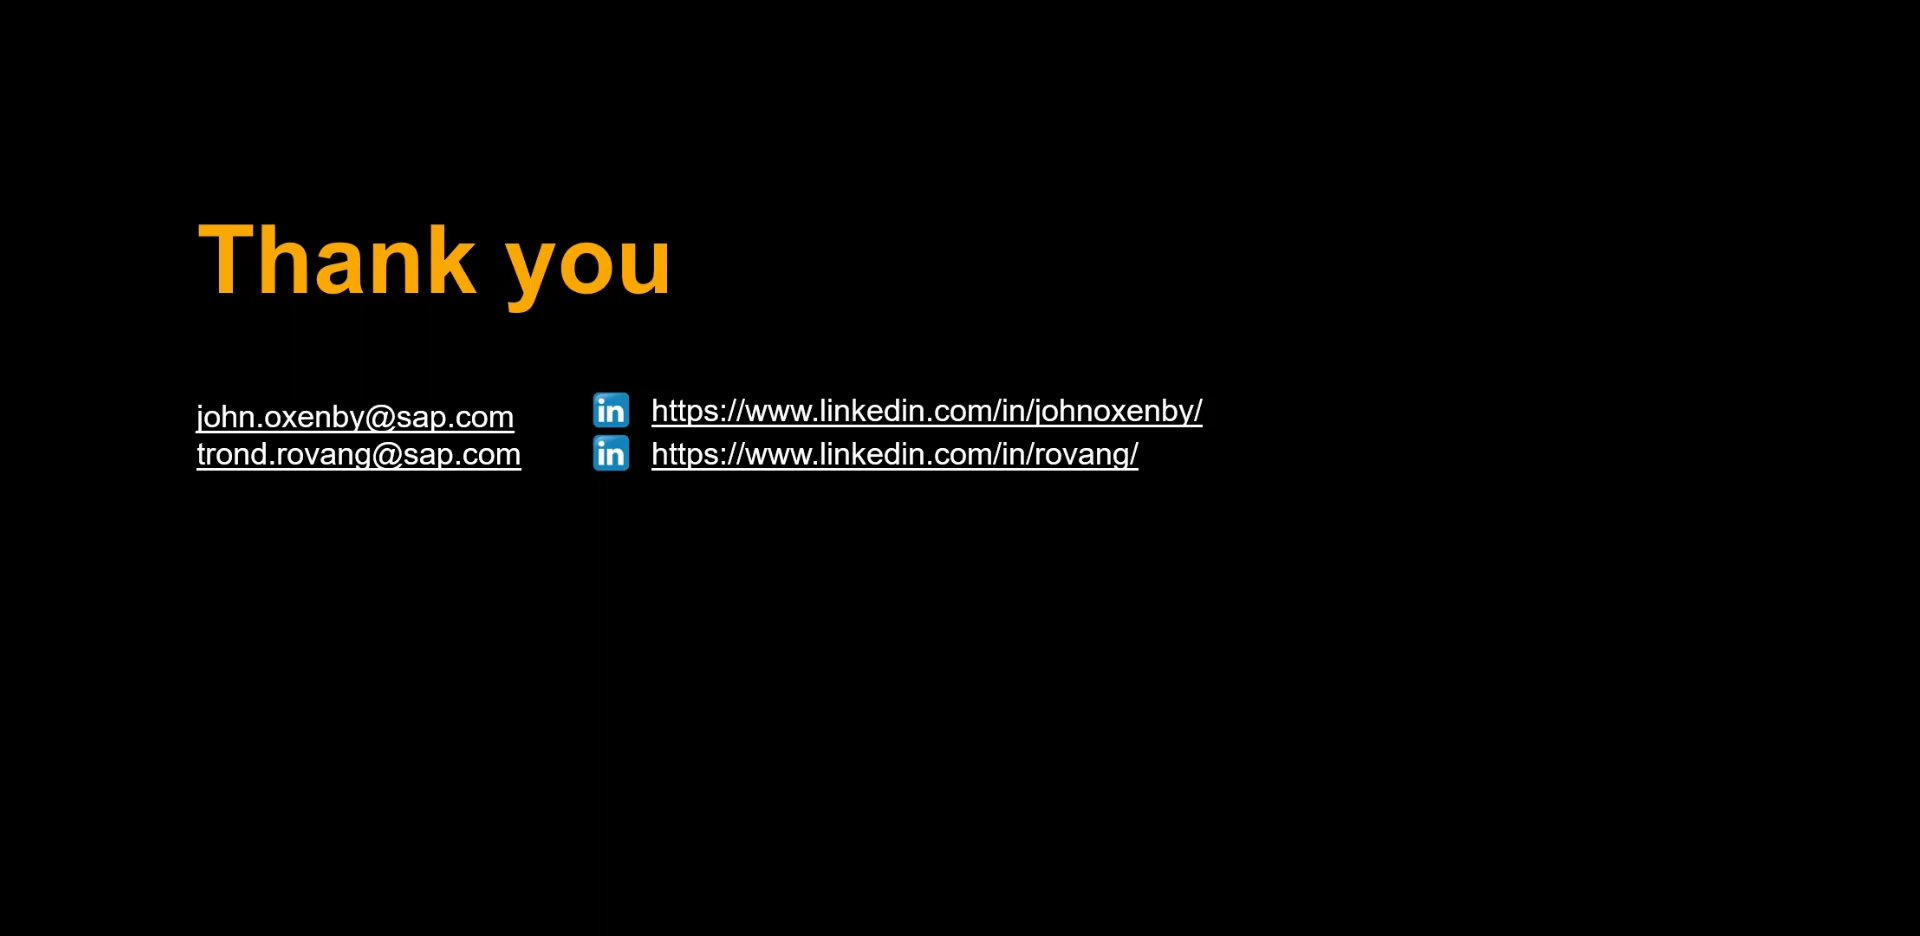 Thank you
john.oxenby@sap.com
trond.rovang@sap.com
in https://www.linkedin.com/in/johnoxenby/
in https://www.linkedin.com/in/rovang/